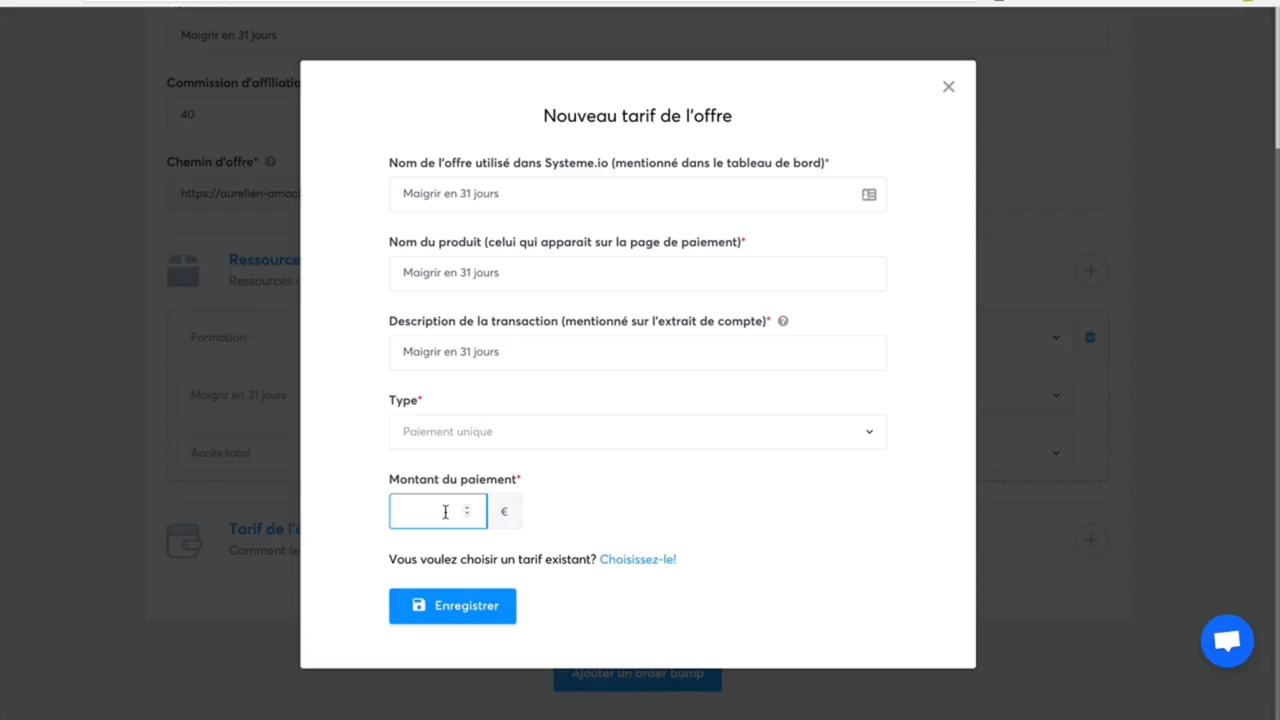 Maigrir en 31 jours
Commission d'affiliatio
40
Chemin d'offre*
https://aurelien-amac
Ressource
Ressources
Formation
Maigrir en 31 jours
Accès total
Tarif de l'
Comment le
Nouveau tarif de l'offre
Nom de l'offre utilisé dans Systeme.io (mentionné dans le tableau de bord)*
Maigrir en 31 jours
Nom du produit (celui qui apparait sur la page de paiement)*
Maigrir en 31 jours
Description de la transaction (mentionné sur l'extrait de compte)*
Maigrir en 31 jours
Type*
Paiement unique
Montant du paiement*
€
Vous voulez choisir un tarif existant? Choisissez-le!
Enregistrer
Ajouter un order bump